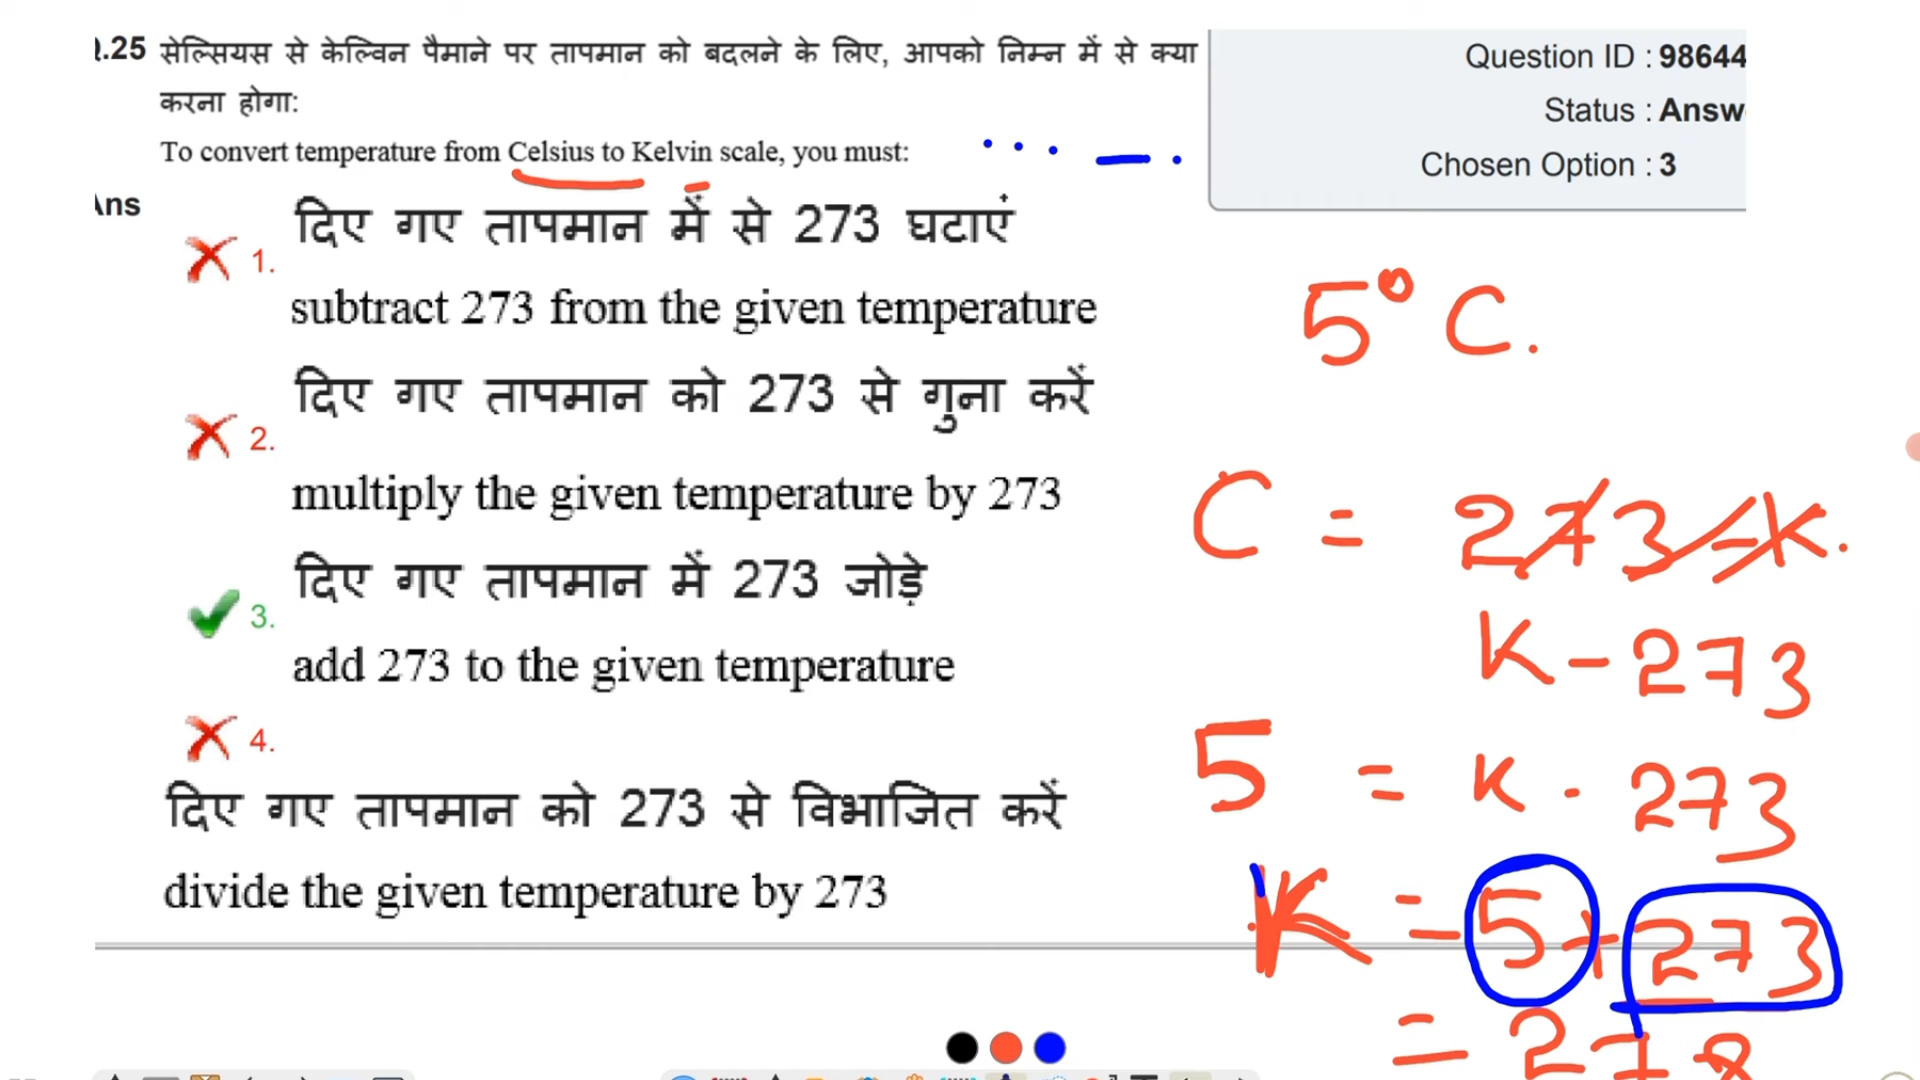 .25 सेल्सियस से केल्विन पैमाने पर तापमान को बदलने के लिए, आपको निम्न में से क्या
करना होगा:
To convert temperature from Celsius to Kelvin scale, you must:
Ans
1. दिए गए तापमान में से 273 घटाएं
subtract 273 from the given temperature
2. दिए गए तापमान को 273 से गुना करें
multiply the given temperature by 273
3. दिए गए तापमान में 273 जोड़े
add 273 to the given temperature
4.
दिए गए तापमान को 273 से विभाजित करें
divide the given temperature by 273
Question ID : 98644
Status : Answ
Chosen Option : 3
5° C.
C = 273-K.
K - 273
5 = K - 273
K = 5 + 273
= 278